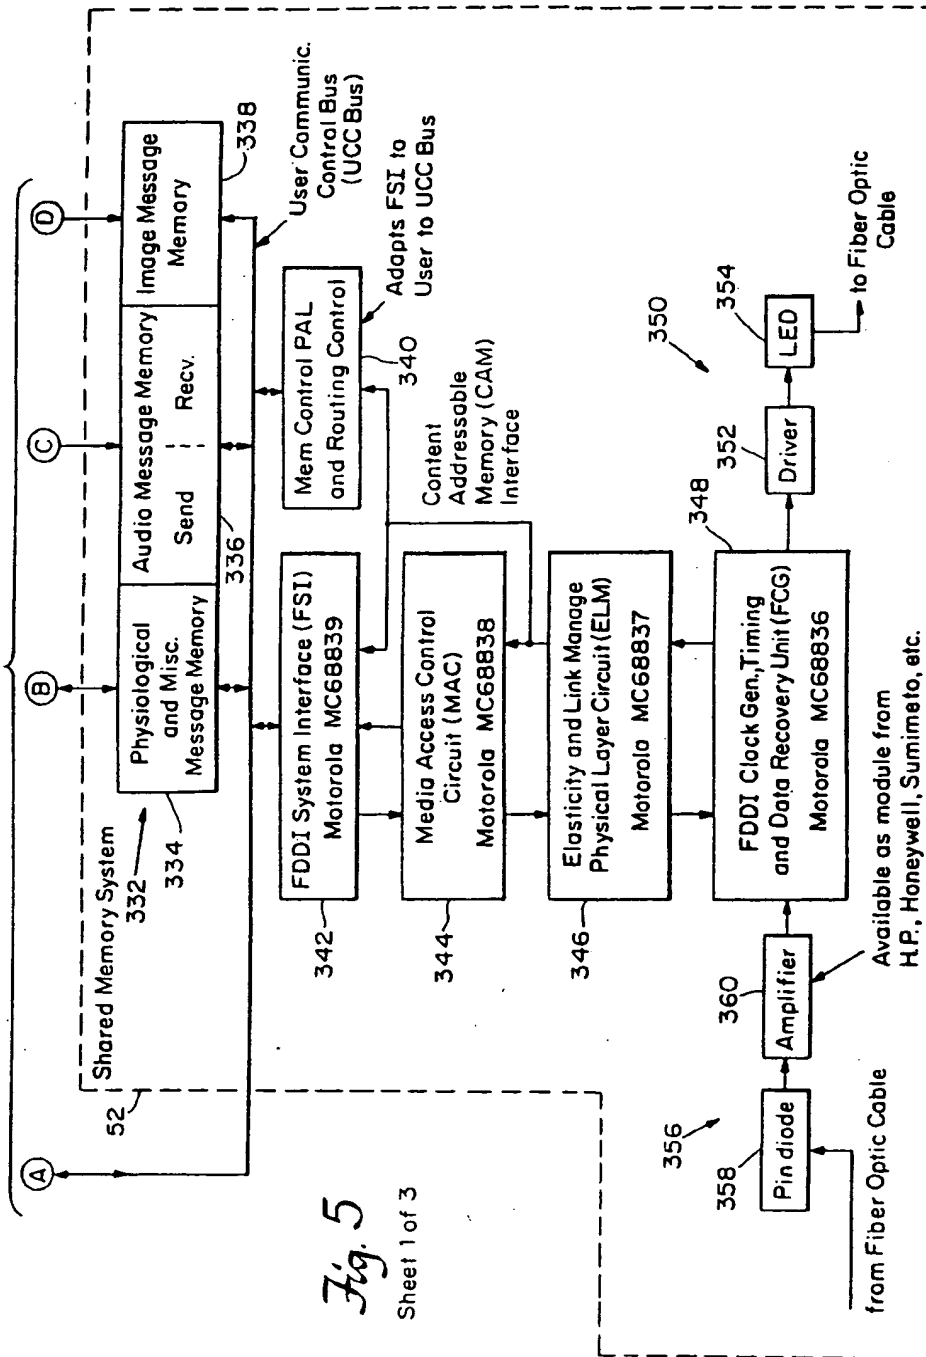 A
B
C
D
52
Shared Memory System
332
334
Physiological
and Misc.
Message Memory
Audio Message Memory
Send
Recv.
336
Image Message
Memory
338
User Communic.
Control Bus
(UCC Bus)
342
FDDI System Interface (FSI)
Motorola MC68839
Mem Control PAL
and Routing Control
340
Adapts FSI to
User to UCC Bus
344
Media Access Control
Circuit (MAC)
Motorola MC68838
Content
Addressable
Memory (CAM)
Interface
346
Elasticity and Link Manage
Physical Layer Circuit (ELM)
Motorola MC68837
348
FDDI Clock Gen., Timing
and Data Recovery Unit (FCG)
Motorola MC68836
350
352
Driver
354
LED
to Fiber Optic
Cable
356
358
Pin diode
360
Amplifier
from Fiber Optic Cable
Available as module from
H.P., Honeywell, Sumimeto, etc.
Fig. 5
Sheet 1 of 3